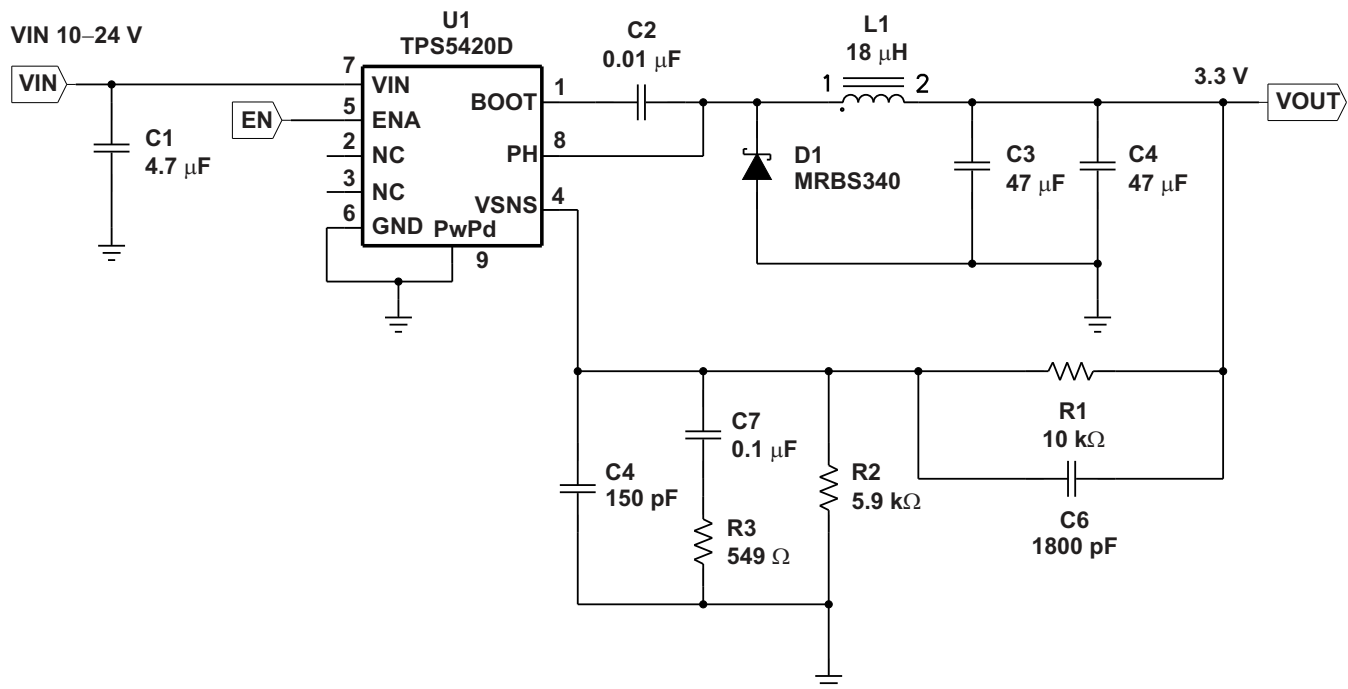 VIN 10–24 V
VIN
C1
4.7 μF
EN
U1
TPS5420D
7
VIN
5
ENA
2
NC
3
NC
6
GND
BOOT
1
PH
8
VSNS
4
PwPd
9
C2
0.01 μF
L1
18 μH
1
2
3.3 V
VOUT
D1
MRBS340
C3
47 μF
C4
47 μF
C4
150 pF
C7
0.1 μF
R3
549 Ω
R2
5.9 kΩ
R1
10 kΩ
C6
1800 pF